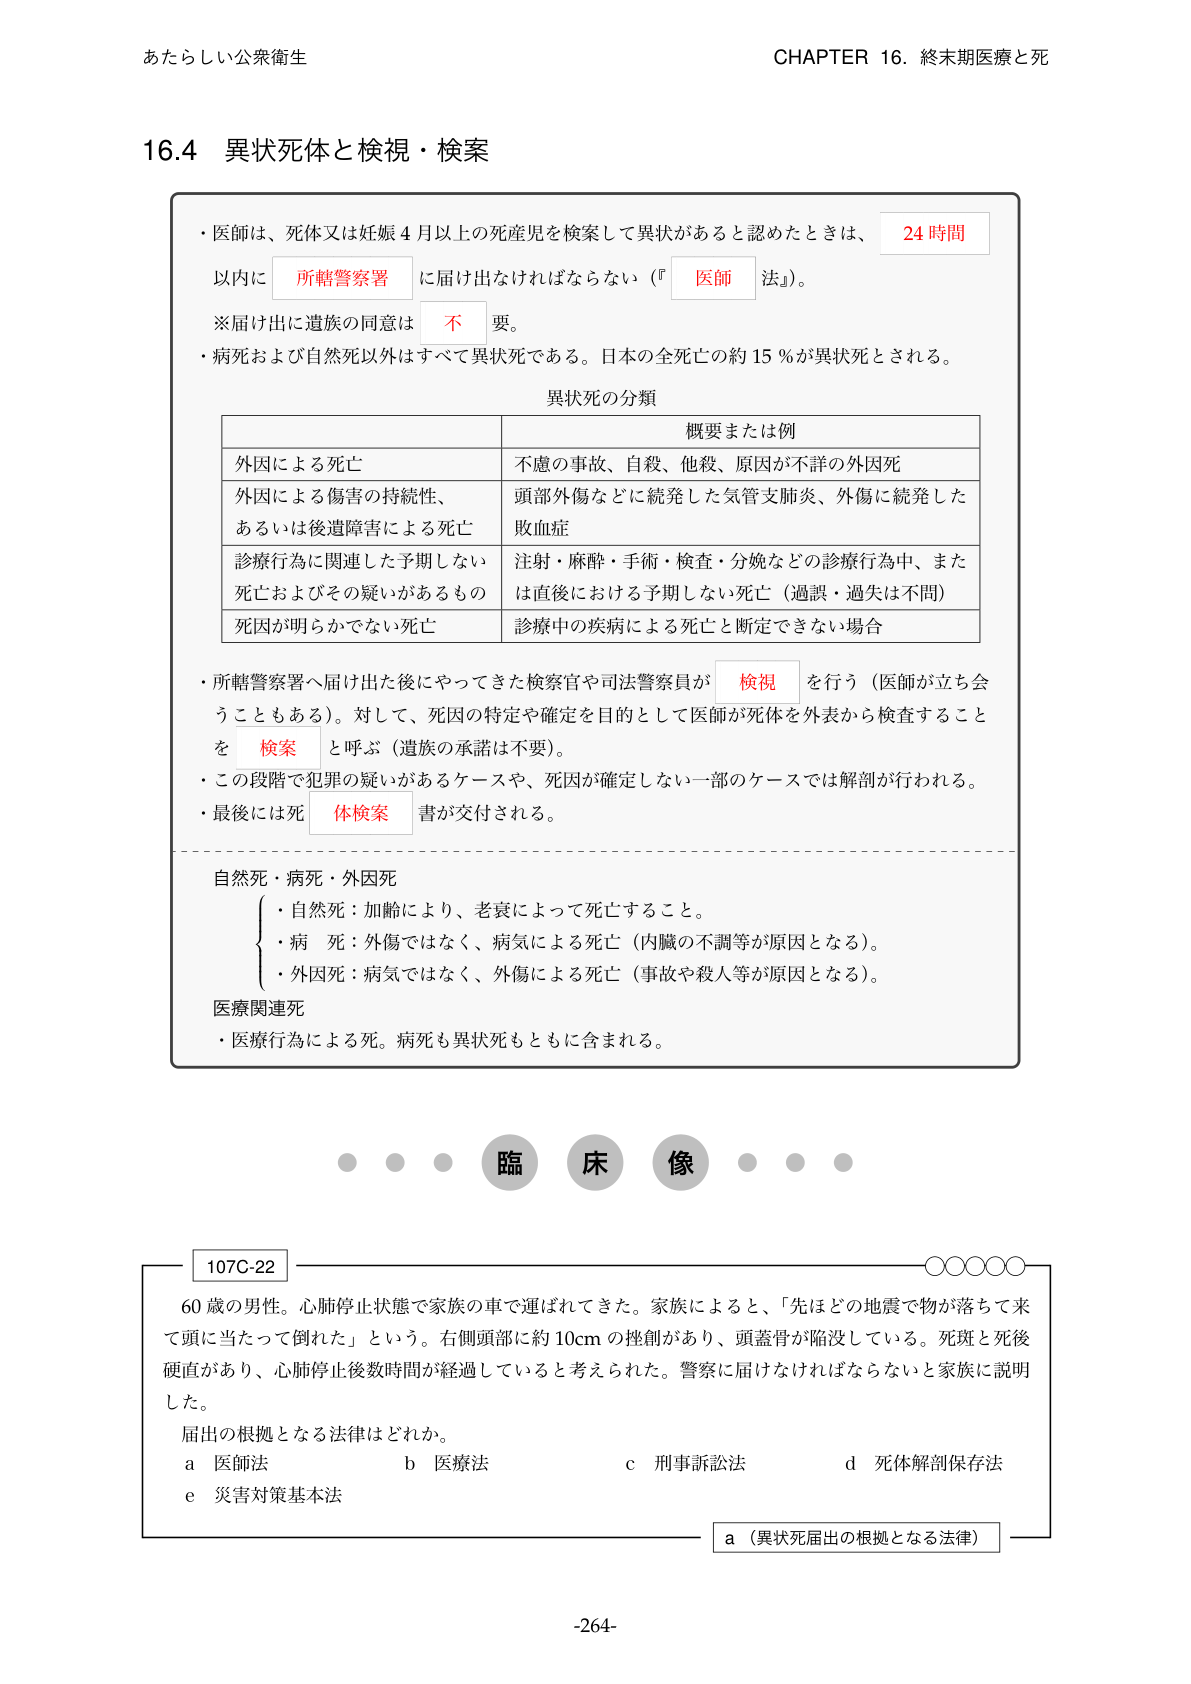 あたらしい公衆衛生
CHAPTER 16. 終末期医療と死
16.4 異状死体と検視・検案
・医師は、死体又は妊娠4月以上の死産児を検案して異状があると認めたときは、 24時間
以内に 所轄警察署 に届け出なければならない(『 医師 法』)。
※届け出に遺族の同意は 不 要。
・病死および自然死以外はすべて異状死である。日本の全死亡の約15％が異状死とされる。
異状死の分類
概要または例
外因による死亡 不慮の事故、自殺、他殺、原因が不詳の外因死
外因による傷害の持続性、 頭部外傷などに続発した気管支肺炎、外傷に続発した
あるいは後遺障害による死亡 敗血症
診療行為に関連した予期しない 注射・麻酔・手術・検査・分娩などの診療行為中、また
死亡およびその疑いがあるもの は直後における予期しない死亡（過誤・過失は不問）
死因が明らかでない死亡 診療中の疾病による死亡と断定できない場合
・所轄警察署へ届け出た後にやってきた検察官や司法警察員が 検視 を行う（医師が立ち会
うこともある）。対して、死因の特定や確定を目的として医師が死体を外表から検査すること
を 検案 と呼ぶ（遺族の承諾は不要）。
・この段階で犯罪の疑いがあるケースや、死因が確定しない一部のケースでは解剖が行われる。
・最後には死 体検案 書が交付される。
自然死・病死・外因死
・自然死：加齢により、老衰によって死亡すること。
・病　死：外傷ではなく、病気による死亡（内臓の不調等が原因となる）。
・外因死：病気ではなく、外傷による死亡（事故や殺人等が原因となる）。
医療関連死
・医療行為による死。病死も異状死もともに含まれる。
臨 床 像
107C-22
60歳の男性。心肺停止状態で家族の車で運ばれてきた。家族によると、「先ほどの地震で物が落ちて来
て頭に当たって倒れた」という。右側頭部に約10cmの挫創があり、頭蓋骨が陥没している。死斑と死後
硬直があり、心肺停止後数時間が経過していると考えられた。警察に届けなければならないと家族に説明
した。
届出の根拠となる法律はどれか。
a 医師法 b 医療法 c 刑事訴訟法 d 死体解剖保存法
e 災害対策基本法
a （異状死届出の根拠となる法律）
-264-